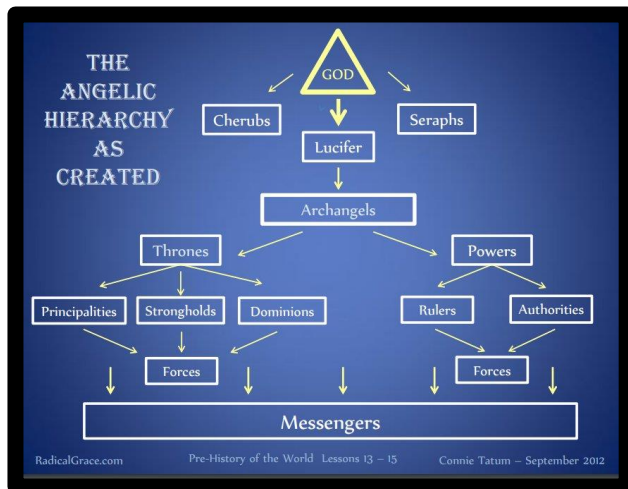 THE
ANGELIC
HIERARCHY
AS
CREATED
GOD
Cherubs
Seraphs
Lucifer
Archangels
Thrones
Powers
Principalities
Strongholds
Dominions
Rulers
Authorities
Forces
Forces
Messengers
RadicalGrace.com
Pre-History of the World Lessons 13 – 15
Connie Tatum – September 2012